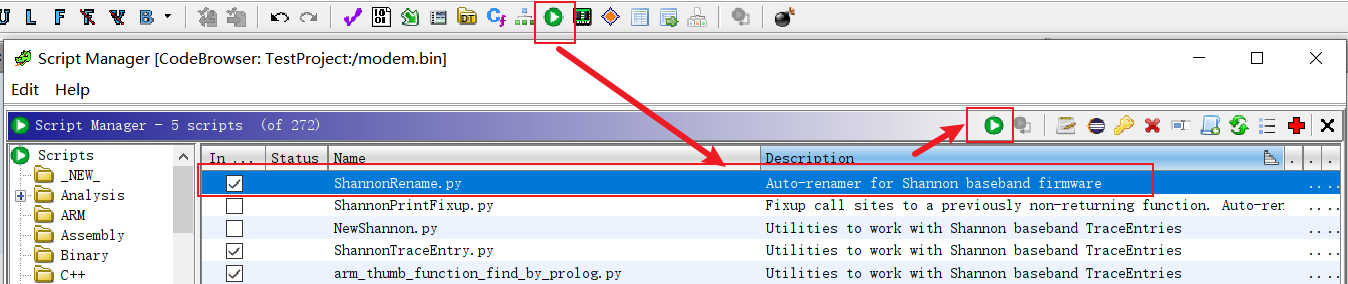 U L F F V B
Script Manager [CodeBrowser: TestProject:/modem.bin]
Edit Help
Script Manager - 5 scripts (of 272)
Scripts
_NEW_
Analysis
ARM
Assembly
Binary
C++
In ... Status Name Description . . .
ShannonRename.py Auto-renamer for Shannon baseband firmware ....
ShannonPrintFixup.py Fixup call sites to a previously non-returning function. Auto-ren ....
NewShannon.py Utilities to work with Shannon baseband TraceEntries ....
ShannonTraceEntry.py Utilities to work with Shannon baseband TraceEntries ....
arm_thumb_function_find_by_prolog.py Utilities to work with Shannon baseband TraceEntries ....